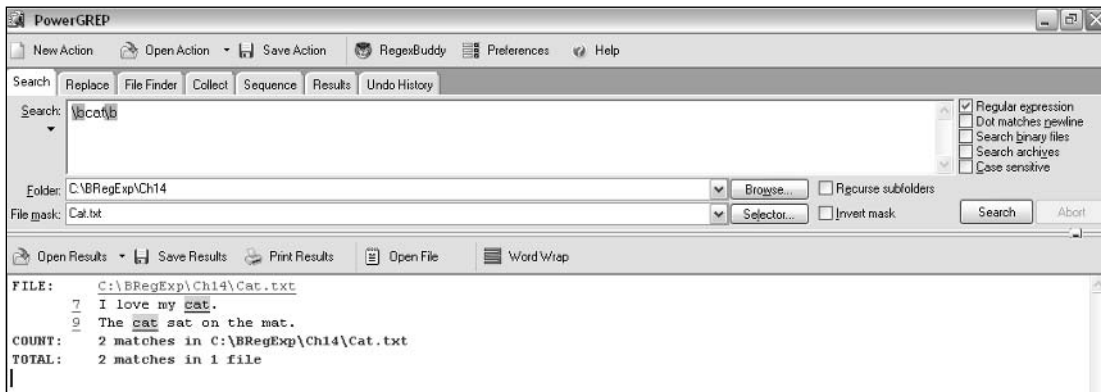 PowerGREP
New Action Open Action Save Action RegexBuddy Preferences Help
Search Replace File Finder Collect Sequence Results Undo History
Search: \bcat\b
Regular expression
Dot matches newline
Search binary files
Search archives
Case sensitive
Folder: C:\BRegExp\Ch14 Browse... Recurse subfolders
File mask: Cat.txt Selector... Invert mask Search Abort
Open Results Save Results Print Results Open File Word Wrap
FILE: C:\BRegExp\Ch14\Cat.txt
7 I love my cat.
9 The cat sat on the mat.
COUNT: 2 matches in C:\BRegExp\Ch14\Cat.txt
TOTAL: 2 matches in 1 file